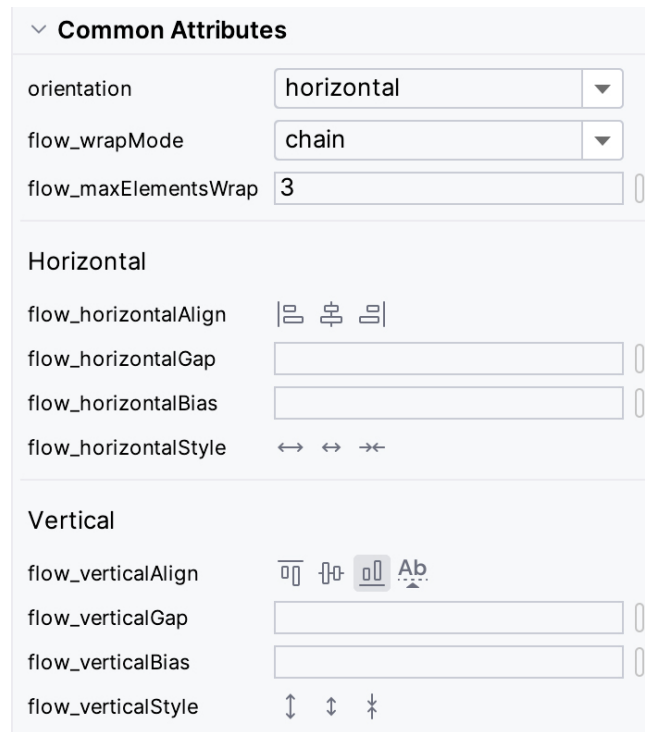 Common Attributes
orientation horizontal
flow_wrapMode chain
flow_maxElementsWrap 3
Horizontal
flow_horizontalAlign
flow_horizontalGap
flow_horizontalBias
flow_horizontalStyle
Vertical
flow_verticalAlign Ab
flow_verticalGap
flow_verticalBias
flow_verticalStyle